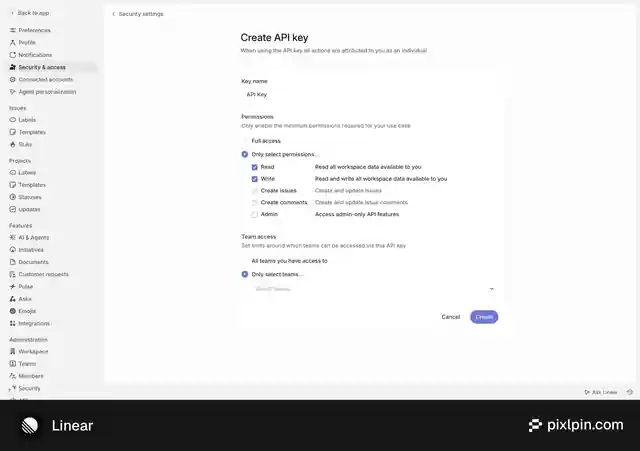 Back to app
Security settings
Preferences
Profile
Notifications
Security & access
Connected accounts
Agent personalization
Issues
Labels
Templates
SLAs
Projects
Labels
Templates
Statuses
Updates
Features
AI & Agents
Initiatives
Documents
Customer requests
Pulse
Asks
Emojis
Integrations
Administration
Workspace
Teams
Members
Security
Create API key
When using the API key all actions are attributed to you as an individual
Key name
API Key
Permissions
Only enable the minimum permissions required for your use case
Full access
Only select permissions...
Read Read all workspace data available to you
Write Read and write all workspace data available to you
Create issues Create and update issues
Create comments Create and update issue comments
Admin Access admin-only API features
Team access
Set limits around which teams can be accessed via this API key
All teams you have access to
Only select teams...
Cancel Create
Ask Linear
Linear
pixlpin.com